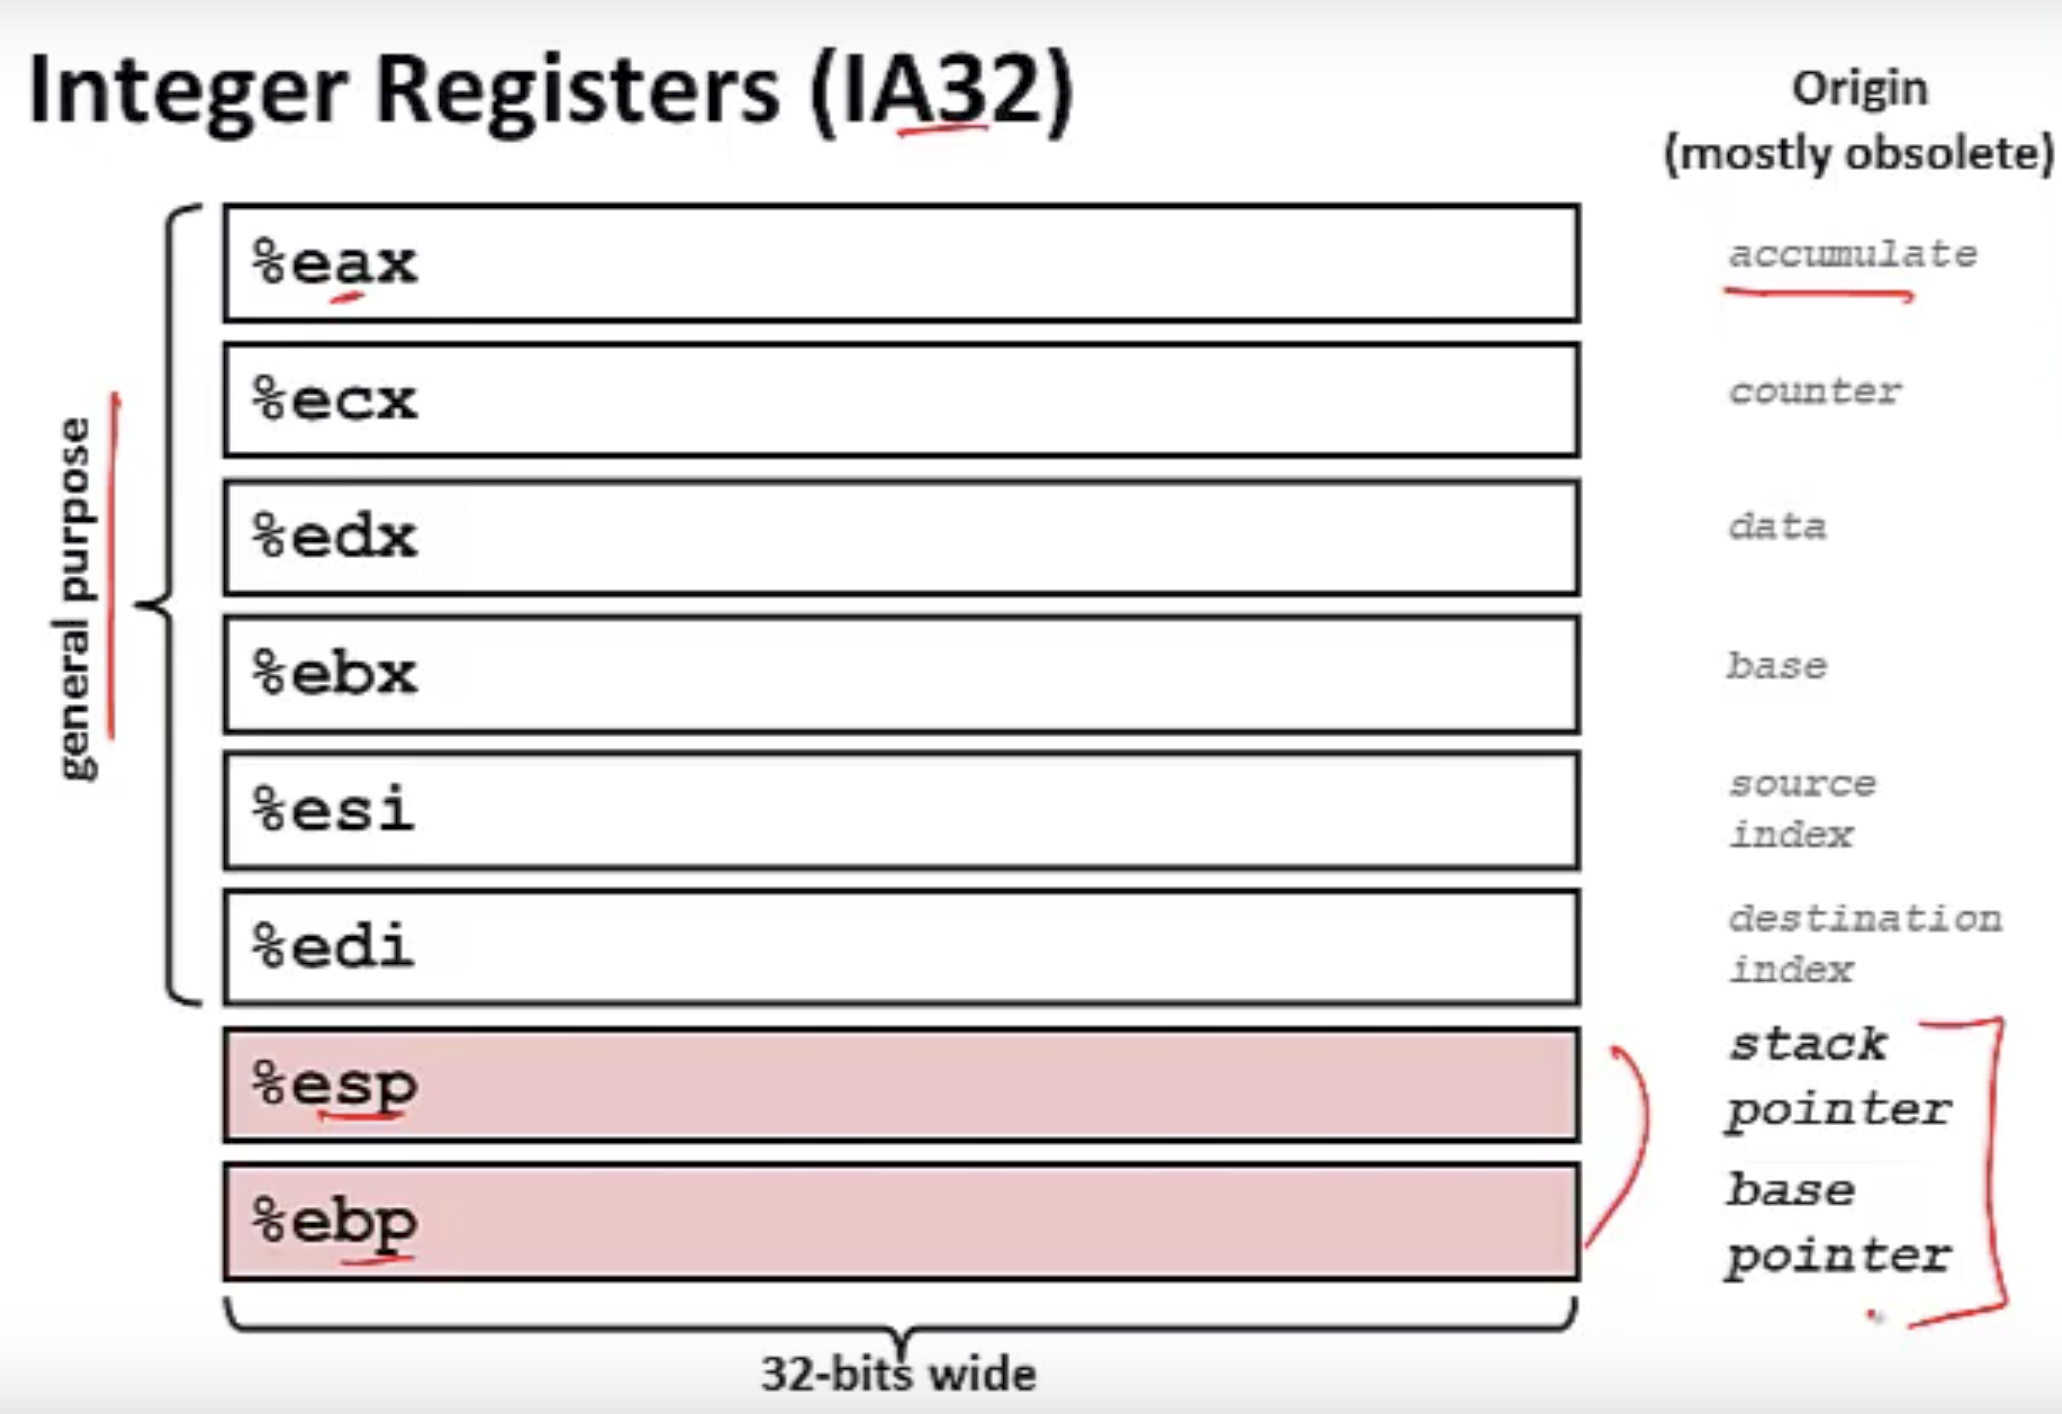 Integer Registers (IA32)
Origin
(mostly obsolete)
general purpose
%eax
accumulate
%ecx
counter
%edx
data
%ebx
base
%esi
source
index
%edi
destination
index
%esp
stack
pointer
%ebp
base
pointer
32-bits wide